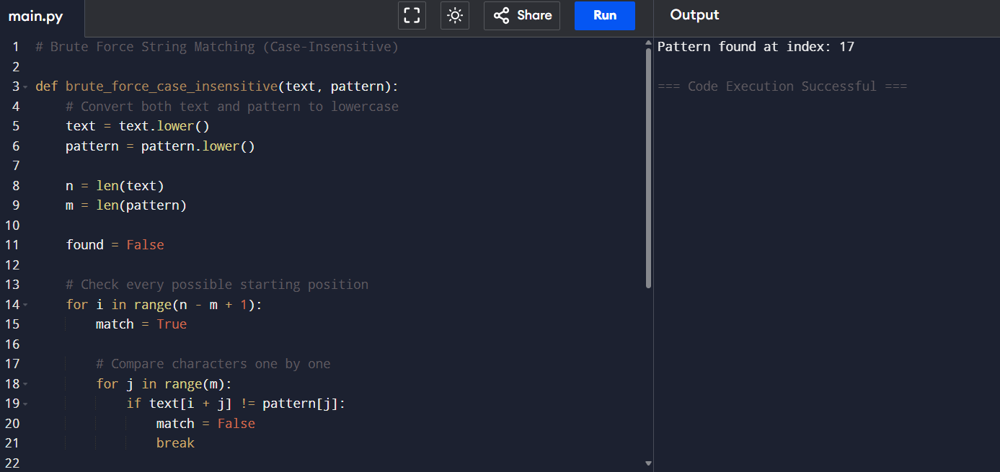 main.py
Share
Run
Output
1 # Brute Force String Matching (Case-Insensitive)
2
3 def brute_force_case_insensitive(text, pattern):
4     # Convert both text and pattern to lowercase
5     text = text.lower()
6     pattern = pattern.lower()
7
8     n = len(text)
9     m = len(pattern)
10
11     found = False
12
13     # Check every possible starting position
14     for i in range(n - m + 1):
15         match = True
16
17         # Compare characters one by one
18         for j in range(m):
19             if text[i + j] != pattern[j]:
20                 match = False
21                 break
22
Pattern found at index: 17
=== Code Execution Successful ===